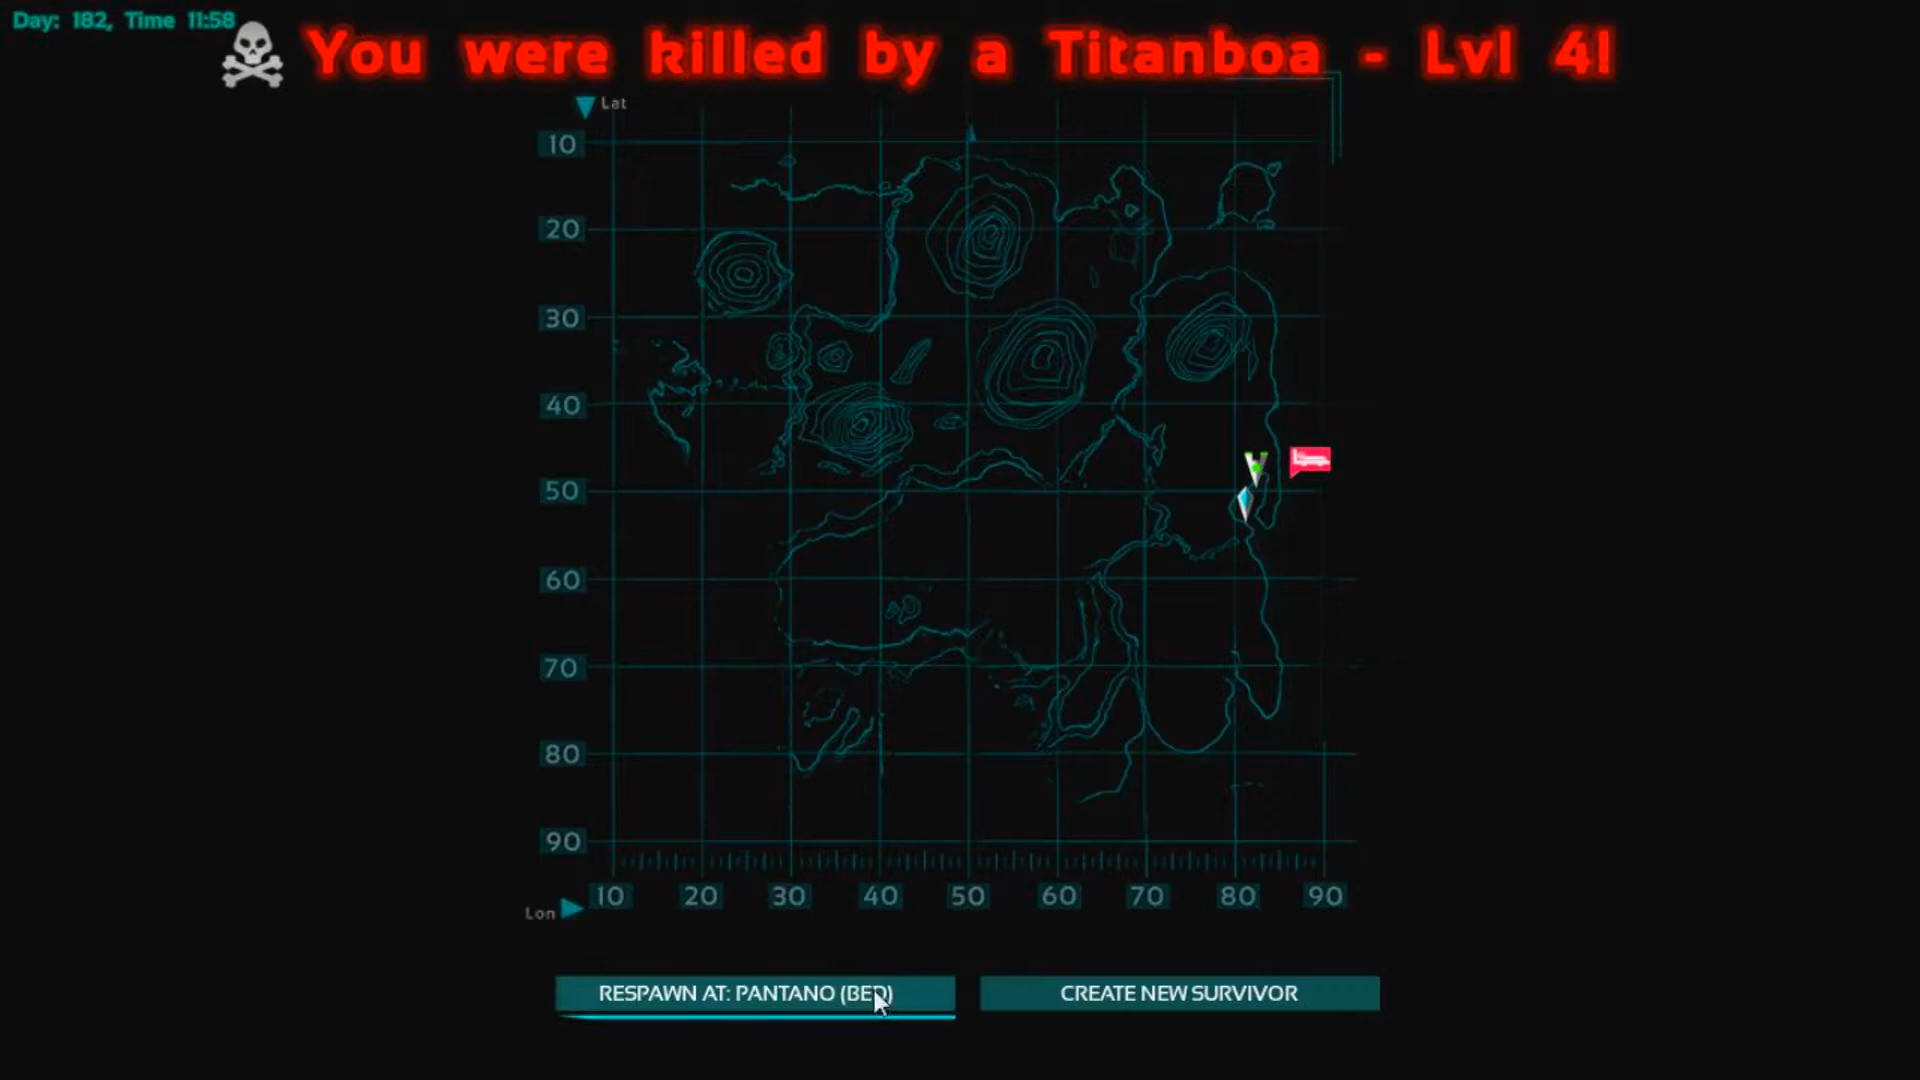 Day: 182, Time 11:58
You were killed by a Titanboa - Lvl 4!
Lat
10
20
30
40
50
60
70
80
90
10 20 30 40 50 60 70 80 90
Lon
RESPAWN AT: PANTANO (BED)
CREATE NEW SURVIVOR